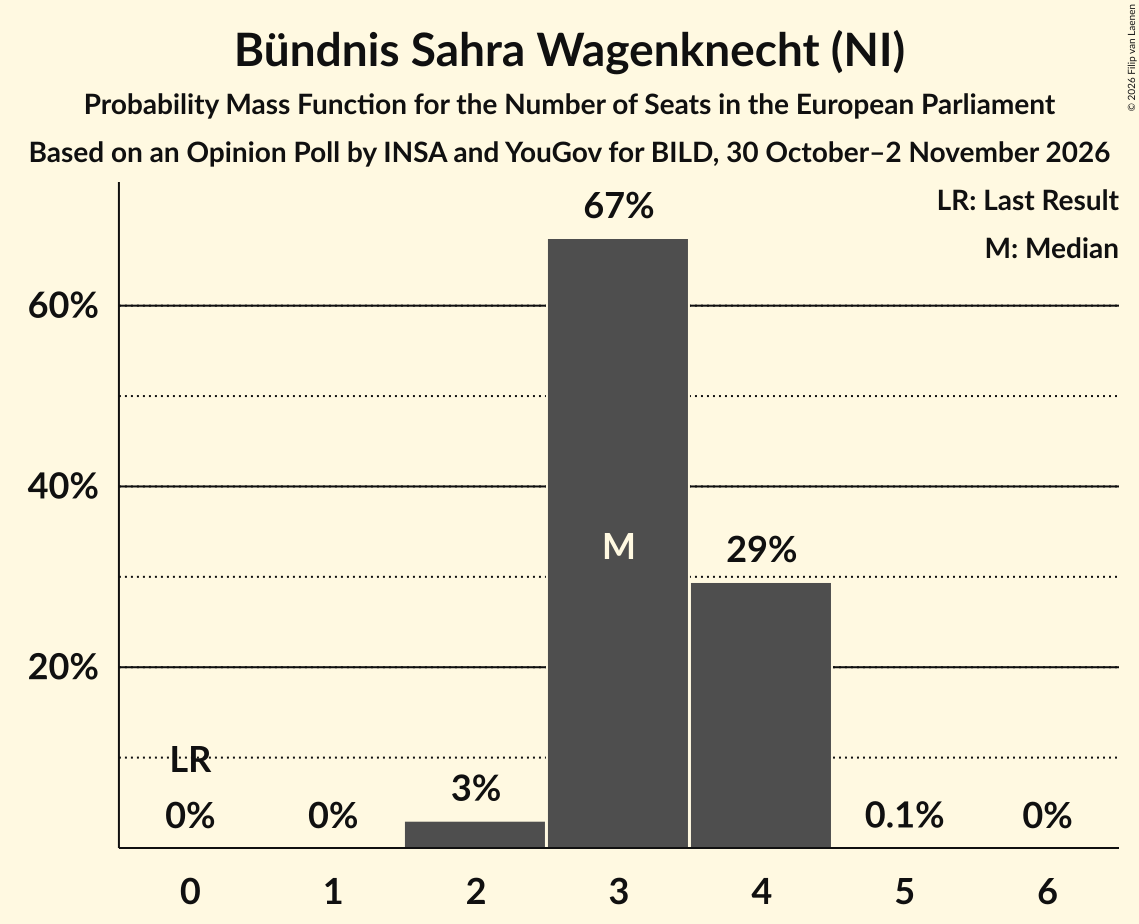 Bündnis Sahra Wagenknecht (NI)
Probability Mass Function for the Number of Seats in the European Parliament
Based on an Opinion Poll by INSA and YouGov for BILD, 30 October–2 November 2026
© 2026 Filip van Laenen
LR: Last Result
M: Median
67%
60%
40%
M
29%
20%
LR
3%
0%
0%
0.1%
0%
0 1 2 3 4 5 6